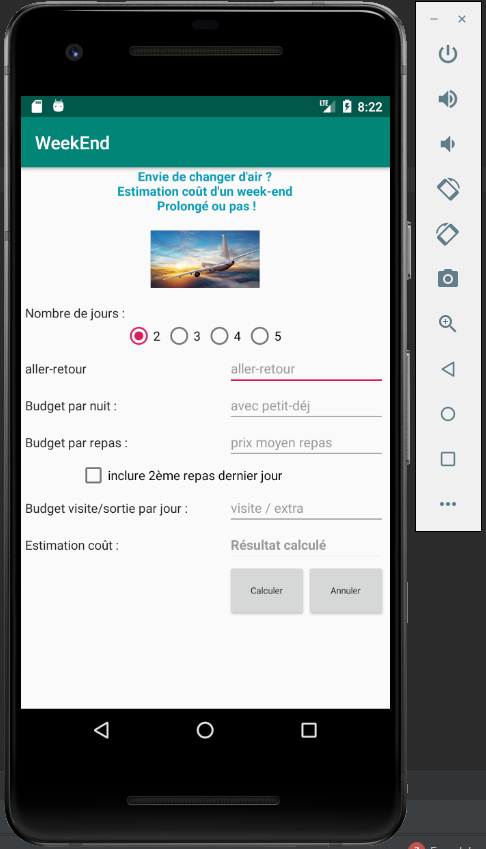 LTE 8:22
WeekEnd
Envie de changer d'air ?
Estimation coût d'un week-end
Prolongé ou pas !
Nombre de jours :
2 3 4 5
aller-retour aller-retour
Budget par nuit : avec petit-déj
Budget par repas : prix moyen repas
inclure 2ème repas dernier jour
Budget visite/sortie par jour : visite / extra
Estimation coût : Résultat calculé
Calculer Annuler